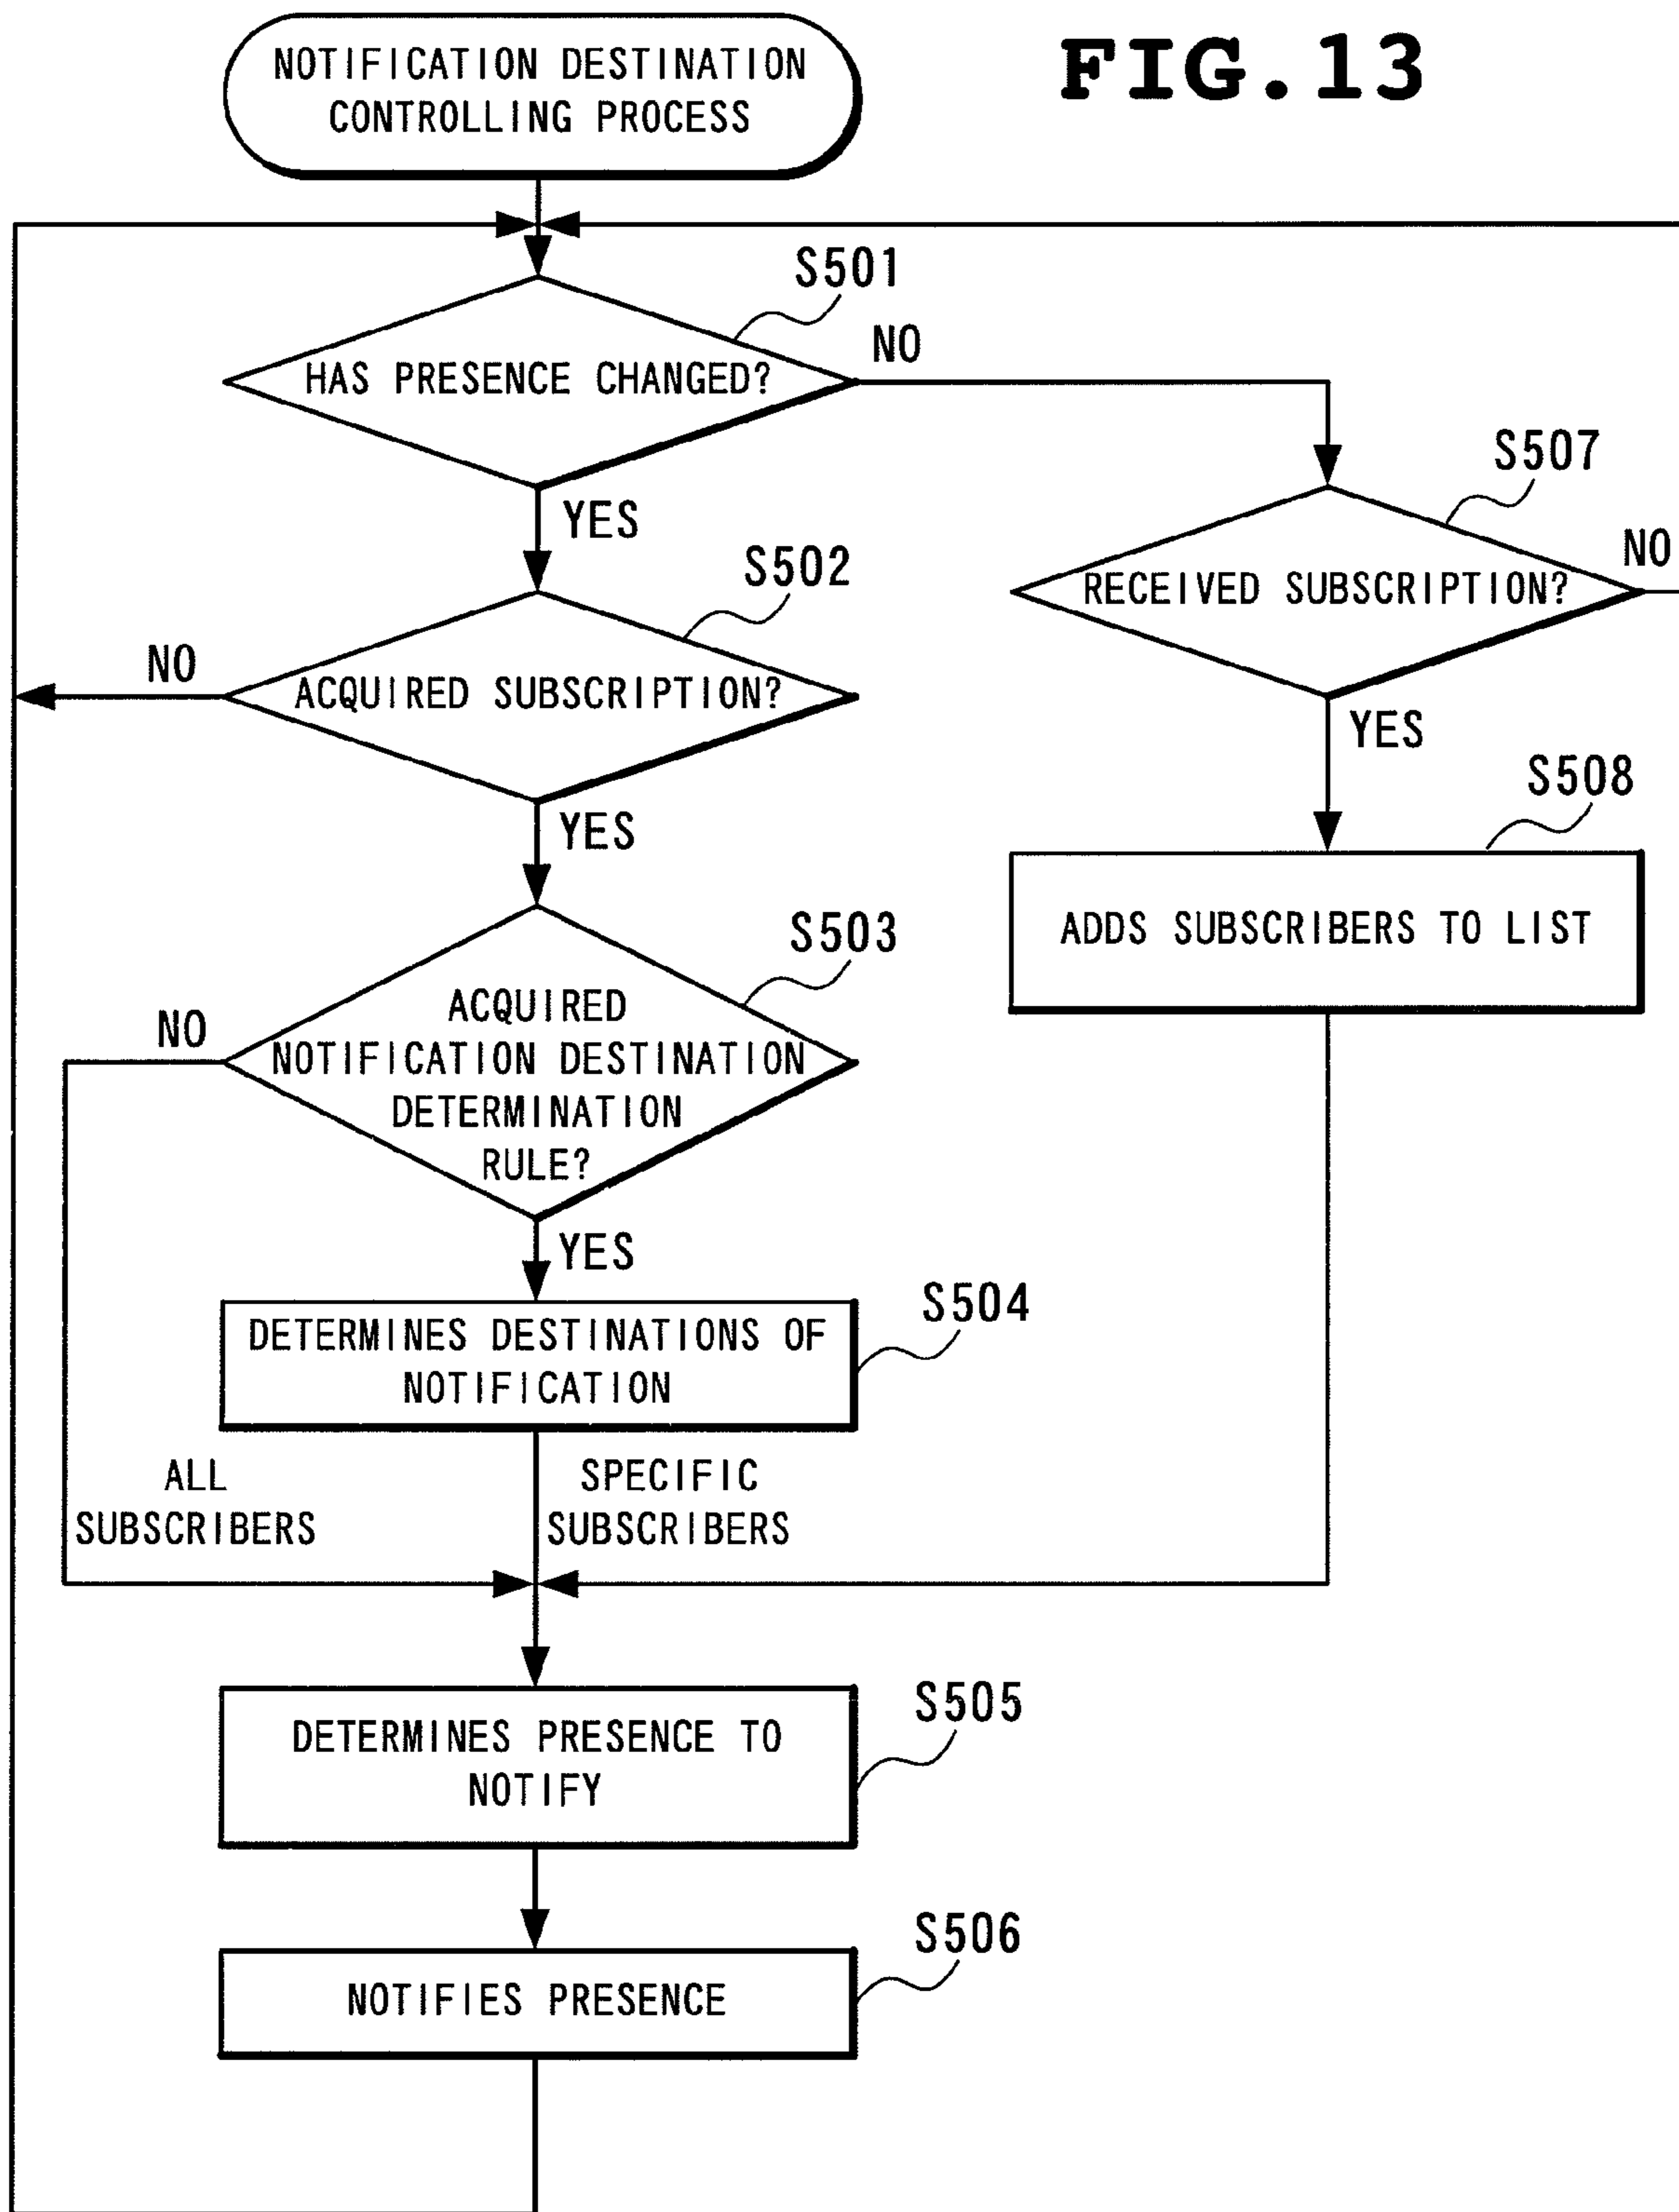 NOTIFICATION DESTINATION
CONTROLLING PROCESS
FIG.13
S501
HAS PRESENCE CHANGED?
NO
YES
S507
RECEIVED SUBSCRIPTION?
NO
YES
S502
ACQUIRED SUBSCRIPTION?
NO
YES
S508
ADDS SUBSCRIBERS TO LIST
S503
ACQUIRED
NOTIFICATION DESTINATION
DETERMINATION
RULE?
NO
YES
S504
DETERMINES DESTINATIONS OF
NOTIFICATION
ALL
SUBSCRIBERS
SPECIFIC
SUBSCRIBERS
S505
DETERMINES PRESENCE TO
NOTIFY
S506
NOTIFIES PRESENCE